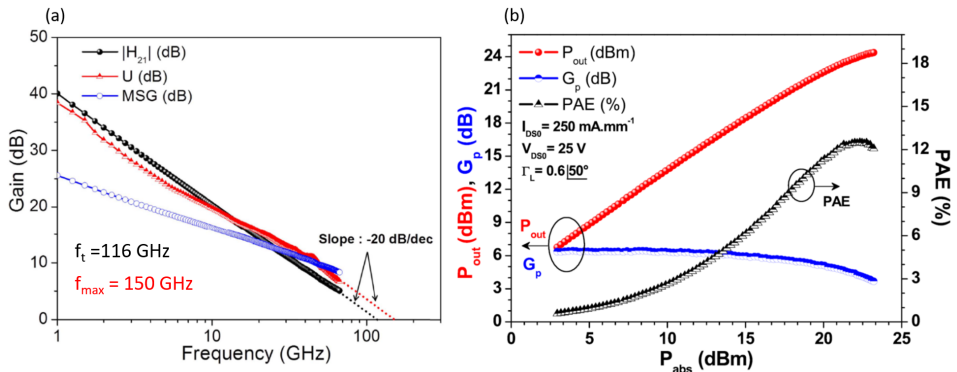 (a)
50
40
30
20
10
0
Gain (dB)
|H21| (dB)
U (dB)
MSG (dB)
Slope : -20 dB/dec
ft =116 GHz
fmax = 150 GHz
1
10
100
Frequency (GHz)
(b)
24
21
18
15
12
9
6
3
0
Pout (dBm), Gp (dB)
Pout (dBm)
Gp (dB)
PAE (%)
IDS0= 250 mA.mm-1
VDS0= 25 V
ΓL= 0.6 |50°
Pout
Gp
PAE
18
15
12
9
6
3
0
PAE (%)
0
5
10
15
20
25
Pabs (dBm)